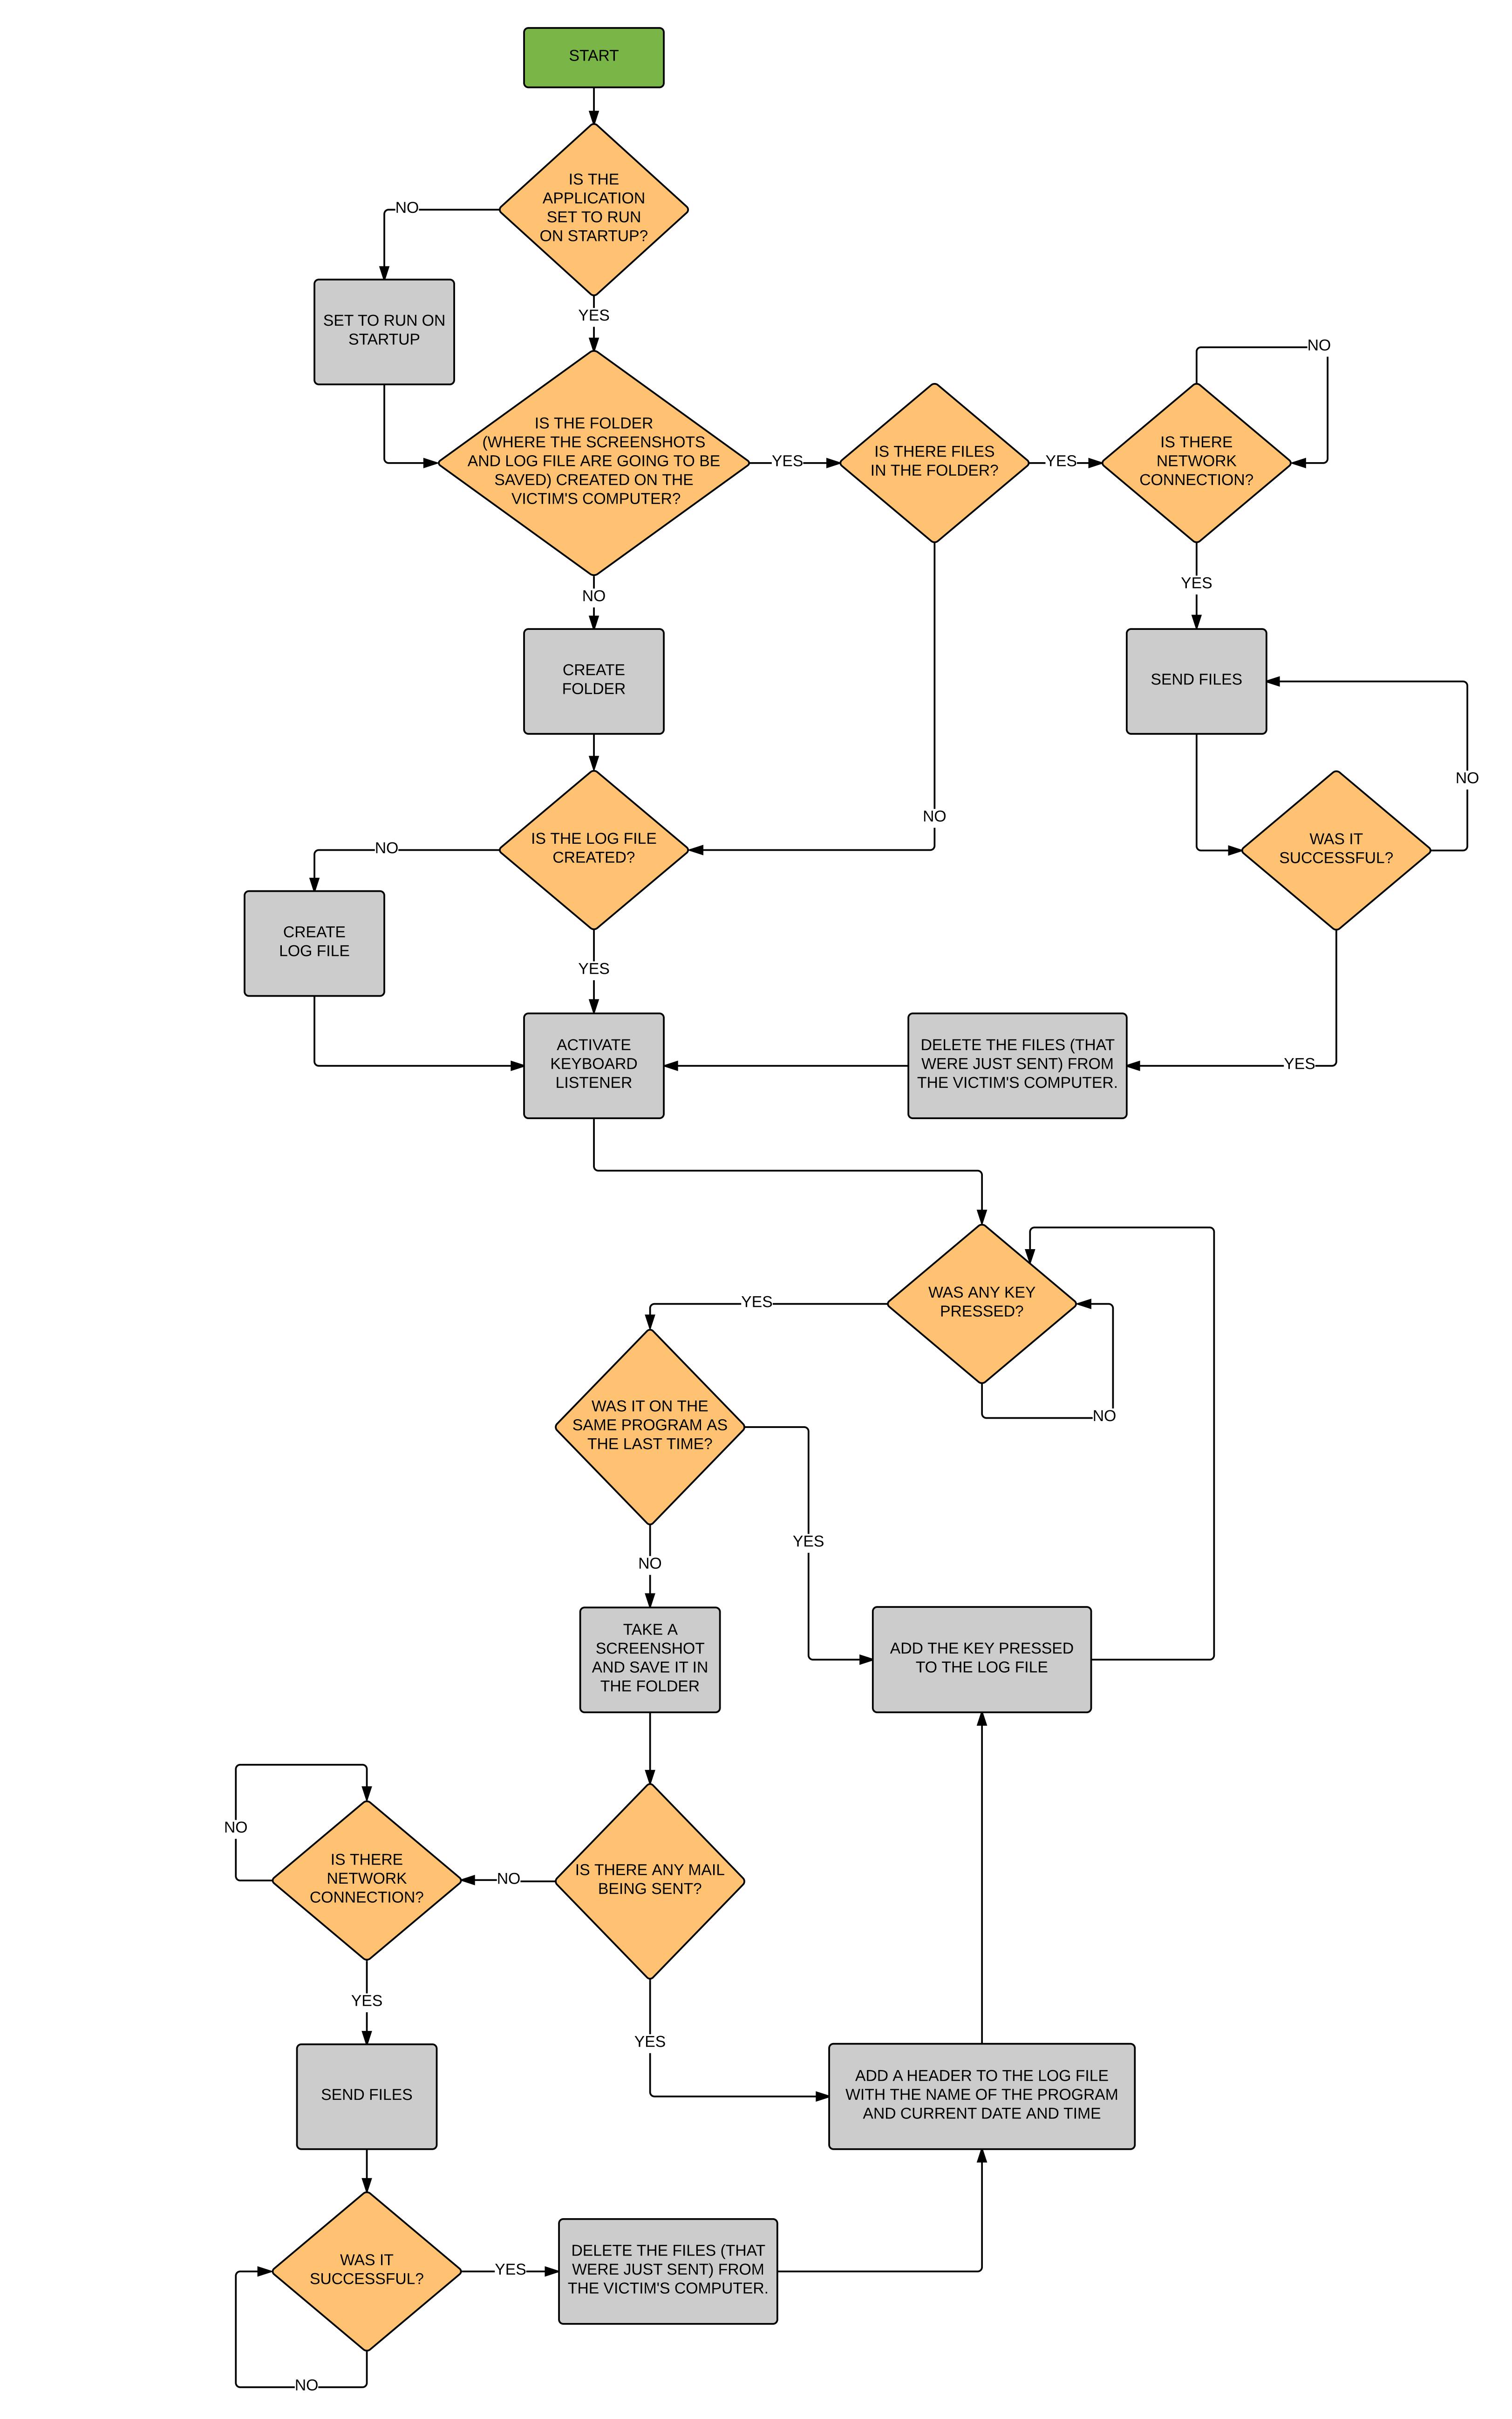 START
IS THE
APPLICATION
SET TO RUN
ON STARTUP?
NO
SET TO RUN ON
STARTUP
YES
IS THE FOLDER
(WHERE THE SCREENSHOTS
AND LOG FILE ARE GOING TO BE
SAVED) CREATED ON THE
VICTIM'S COMPUTER?
YES
IS THERE FILES
IN THE FOLDER?
YES
IS THERE
NETWORK
CONNECTION?
NO
YES
SEND FILES
NO
WAS IT
SUCCESSFUL?
NO
CREATE
FOLDER
NO
IS THE LOG FILE
CREATED?
NO
CREATE
LOG FILE
YES
ACTIVATE
KEYBOARD
LISTENER
DELETE THE FILES (THAT
WERE JUST SENT) FROM
THE VICTIM'S COMPUTER.
YES
WAS ANY KEY
PRESSED?
YES
NO
WAS IT ON THE
SAME PROGRAM AS
THE LAST TIME?
YES
NO
TAKE A
SCREENSHOT
AND SAVE IT IN
THE FOLDER
ADD THE KEY PRESSED
TO THE LOG FILE
NO
IS THERE
NETWORK
CONNECTION?
NO
IS THERE ANY MAIL
BEING SENT?
YES
YES
SEND FILES
ADD A HEADER TO THE LOG FILE
WITH THE NAME OF THE PROGRAM
AND CURRENT DATE AND TIME
WAS IT
SUCCESSFUL?
YES
DELETE THE FILES (THAT
WERE JUST SENT) FROM
THE VICTIM'S COMPUTER.
NO